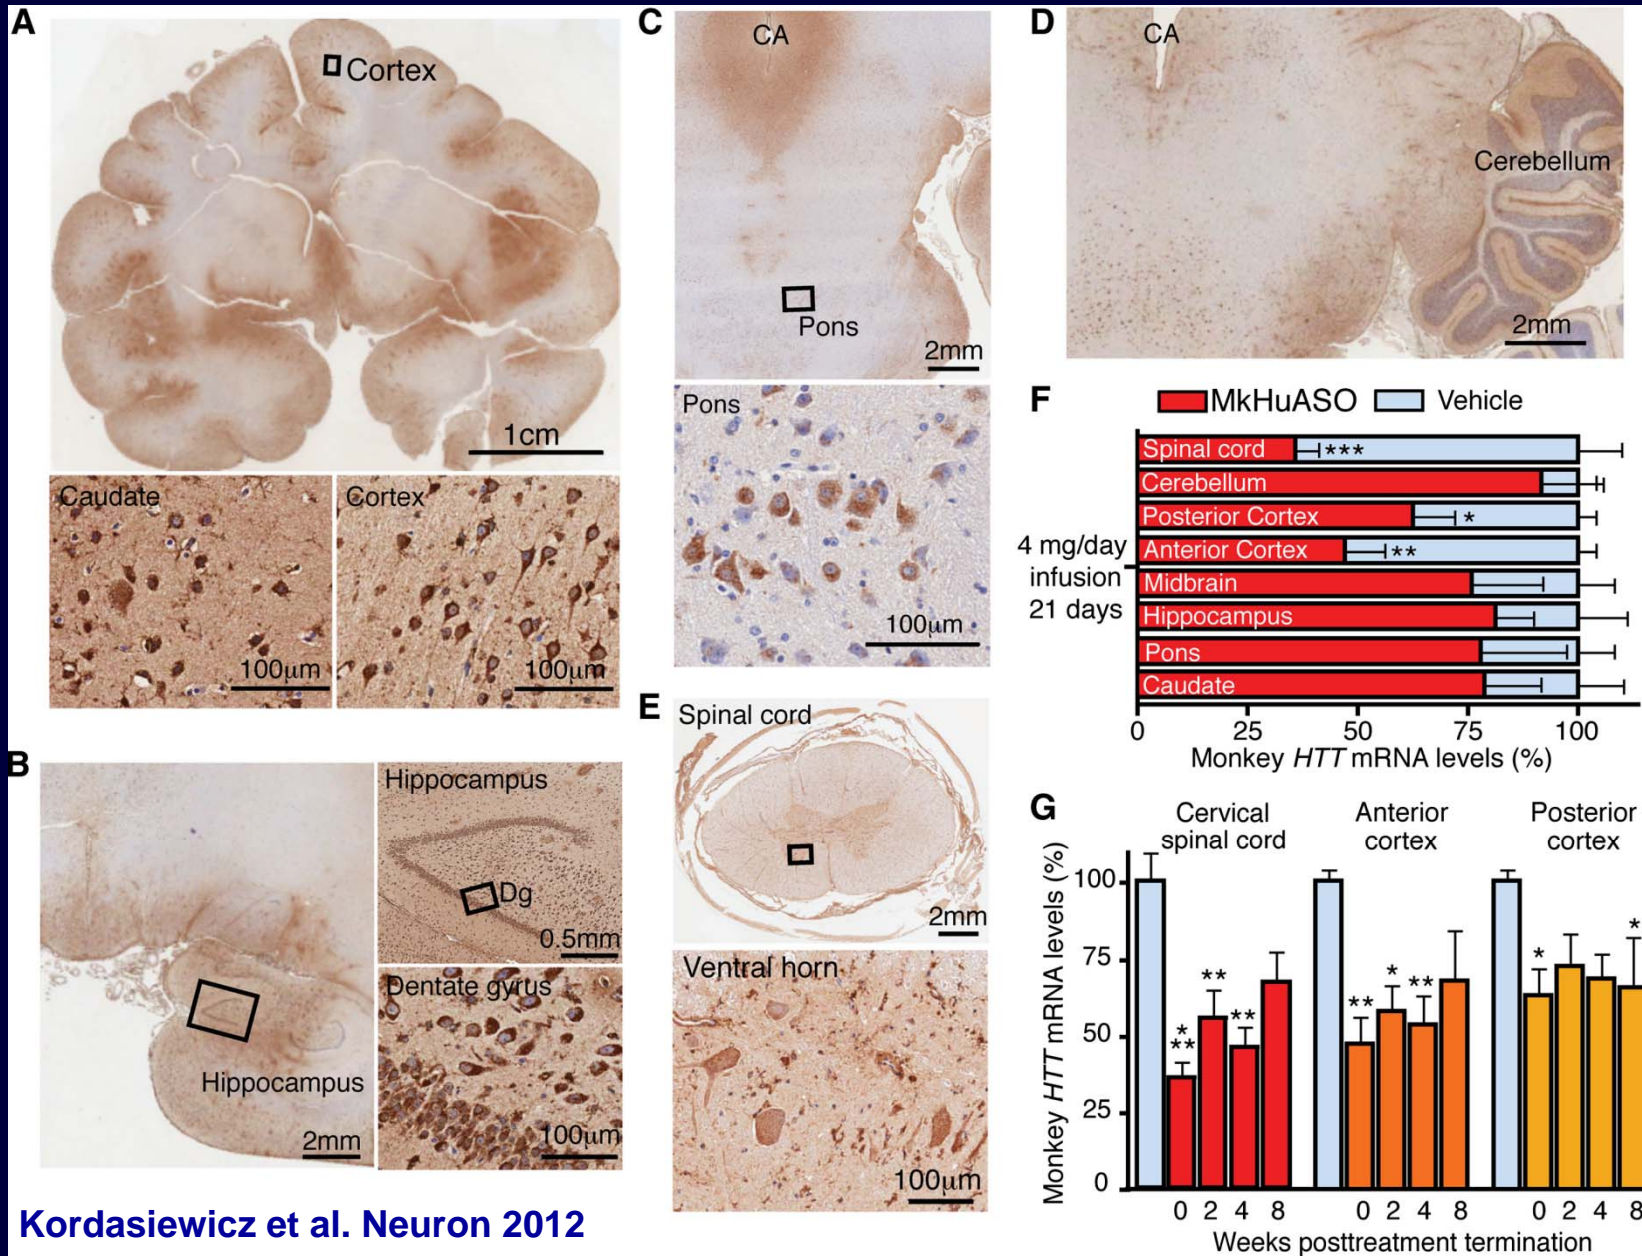 A
Cortex
1cm
Caudate
100μm
Cortex
100μm
B
Hippocampus
2mm
Hippocampus
Dg
0.5mm
Dentate gyrus
100μm
C
CA
Pons
2mm
Pons
100μm
D
CA
Cerebellum
2mm
E
Spinal cord
2mm
Ventral horn
100μm
F
MkHuASO Vehicle
4 mg/day
infusion
21 days
Spinal cord ***
Cerebellum
Posterior Cortex *
Anterior Cortex **
Midbrain
Hippocampus
Pons
Caudate
0 25 50 75 100
Monkey HTT mRNA levels (%)
G
Cervical
spinal cord
Anterior
cortex
Posterior
cortex
Monkey HTT mRNA levels (%)
100
75
50
25
0
*
** ** **
** * **
* *
0 2 4 8 0 2 4 8 0 2 4 8
Weeks posttreatment termination
Kordasiewicz et al. Neuron 2012